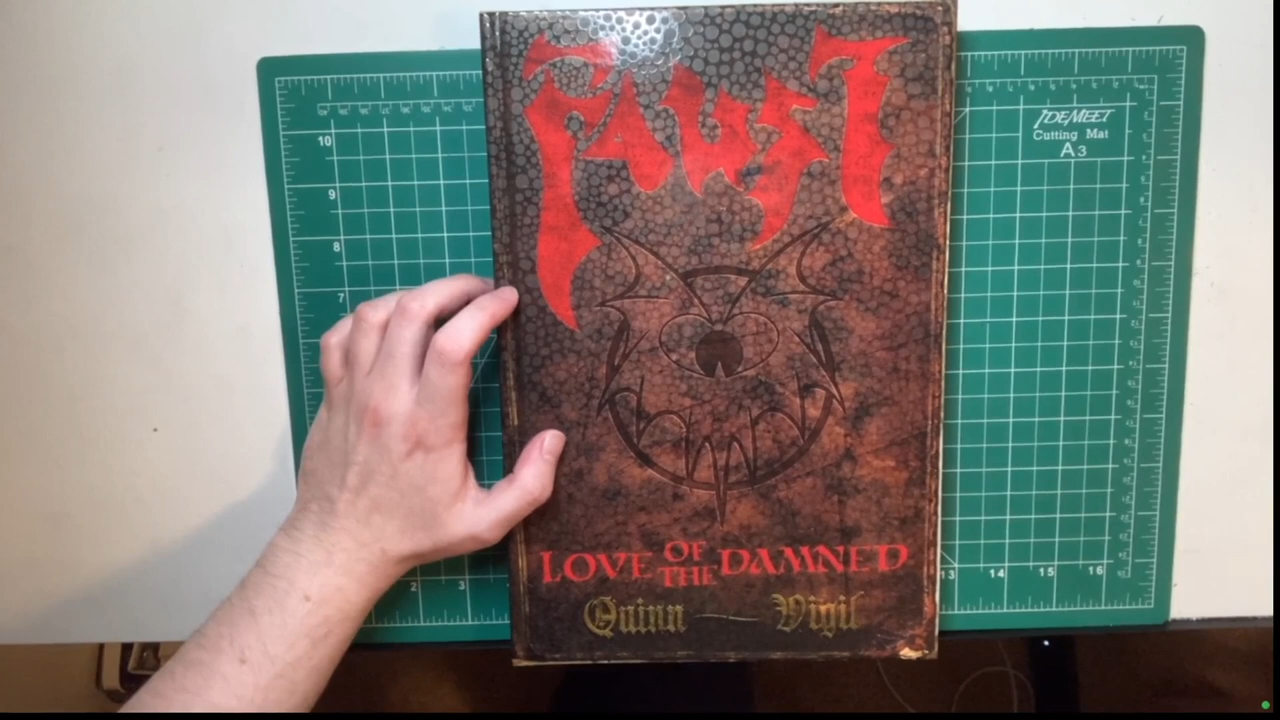 FAUST
LOVE OF THE DAMNED
Quinn — Vigil
IDEMEET
Cutting Mat
A3
10
9
8
7
2
3
13
14
15
16